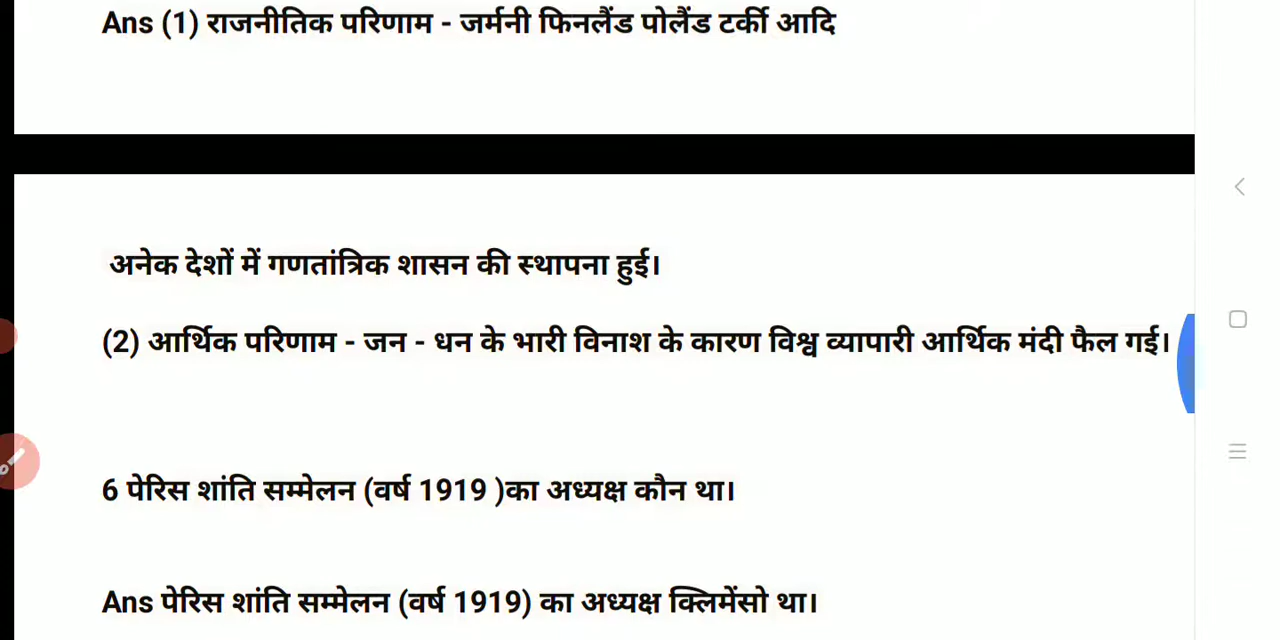 Ans (1) राजनीतिक परिणाम - जर्मनी फिनलैंड पोलैंड टर्की आदि
अनेक देशों में गणतांत्रिक शासन की स्थापना हुई।
(2) आर्थिक परिणाम - जन - धन के भारी विनाश के कारण विश्व व्यापारी आर्थिक मंदी फैल गई।
6 पेरिस शांति सम्मेलन (वर्ष 1919 )का अध्यक्ष कौन था।
Ans पेरिस शांति सम्मेलन (वर्ष 1919) का अध्यक्ष क्लिमेंसो था।